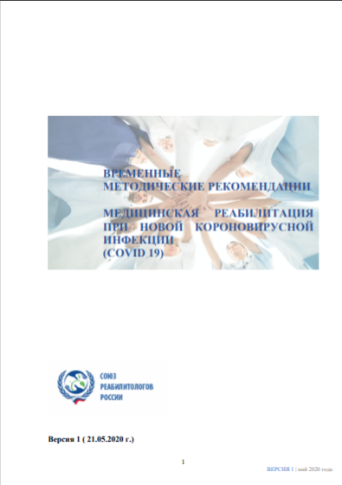 ВРЕМЕННЫЕ
МЕТОДИЧЕСКИЕ РЕКОМЕНДАЦИИ
МЕДИЦИНСКАЯ РЕАБИЛИТАЦИЯ
ПРИ НОВОЙ КОРОНОВИРУСНОЙ
ИНФЕКЦИИ
(COVID 19)
СОЮЗ
РЕАБИЛИТОЛОГОВ
РОССИИ
Версия 1 ( 21.05.2020 г.)
1
ВЕРСИЯ 1 | май 2020 года